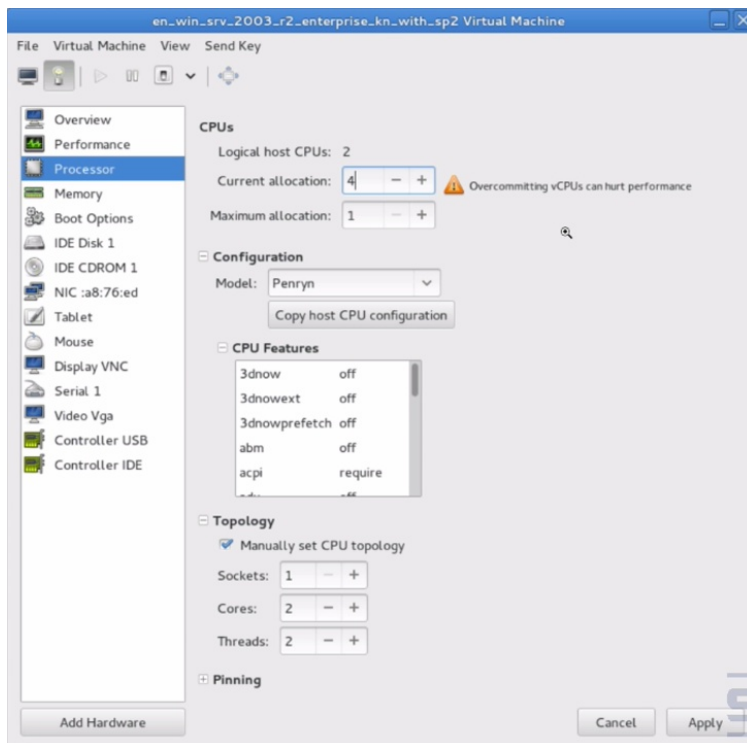 en_win_srv_2003_r2_enterprise_kn_with_sp2 Virtual Machine
File Virtual Machine View Send Key
Overview
Performance
Processor
Memory
Boot Options
IDE Disk 1
IDE CDROM 1
NIC :a8:76:ed
Tablet
Mouse
Display VNC
Serial 1
Video Vga
Controller USB
Controller IDE
Add Hardware
CPUs
Logical host CPUs: 2
Current allocation: 4
Overcommitting vCPUs can hurt performance
Maximum allocation: 1
Configuration
Model: Penryn
Copy host CPU configuration
CPU Features
3dnow off
3dnowext off
3dnowprefetch off
abm off
acpi require
Topology
Manually set CPU topology
Sockets: 1
Cores: 2
Threads: 2
Pinning
Cancel Apply